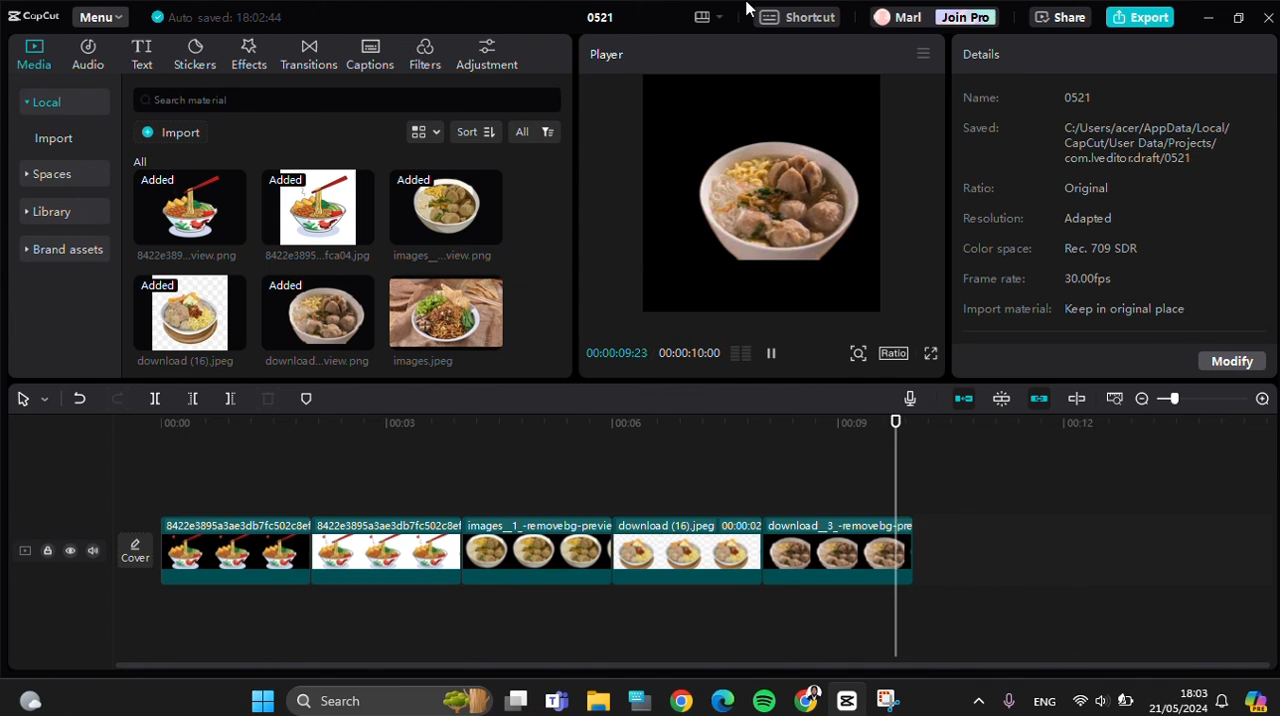 CapCut
Menu
Auto saved: 18:02:44
0521
Shortcut
Marl
Join Pro
Share
Export
Media
Audio
Text
Stickers
Effects
Transitions
Captions
Filters
Adjustment
Local
Import
Spaces
Library
Brand assets
Search material
Import
Sort
All
All
Added
Added
Added
8422e389...view.png
8422e3895...fca04.jpg
images__...view.png
Added
Added
download (16).jpeg
download...view.png
images.jpeg
Player
00:00:09:23
00:00:10:00
Ratio
Details
Name:
0521
Saved:
C:/Users/acer/AppData/Local/
CapCut/User Data/Projects/
com.lveditor.draft/0521
Ratio:
Original
Resolution:
Adapted
Color space:
Rec. 709 SDR
Frame rate:
30.00fps
Import material:
Keep in original place
Modify
00:00
00:03
00:06
00:09
00:12
Cover
8422e3895a3ae3db7fc502c8ef
8422e3895a3ae3db7fc502c8ef
images__1_-removebg-previe
download (16).jpeg 00:00:02
download__3_-removebg-pre
Search
ENG
18:03
21/05/2024
PRE